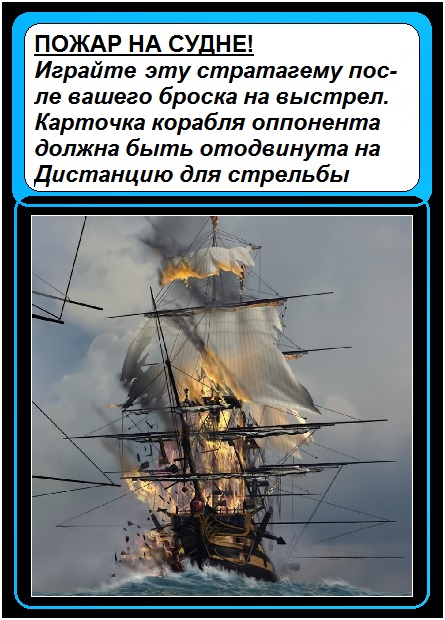 ПОЖАР НА СУДНЕ!
Играйте эту стратагему пос-
ле вашего броска на выстрел.
Карточка корабля оппонента
должна быть отодвинута на
Дистанцию для стрельбы